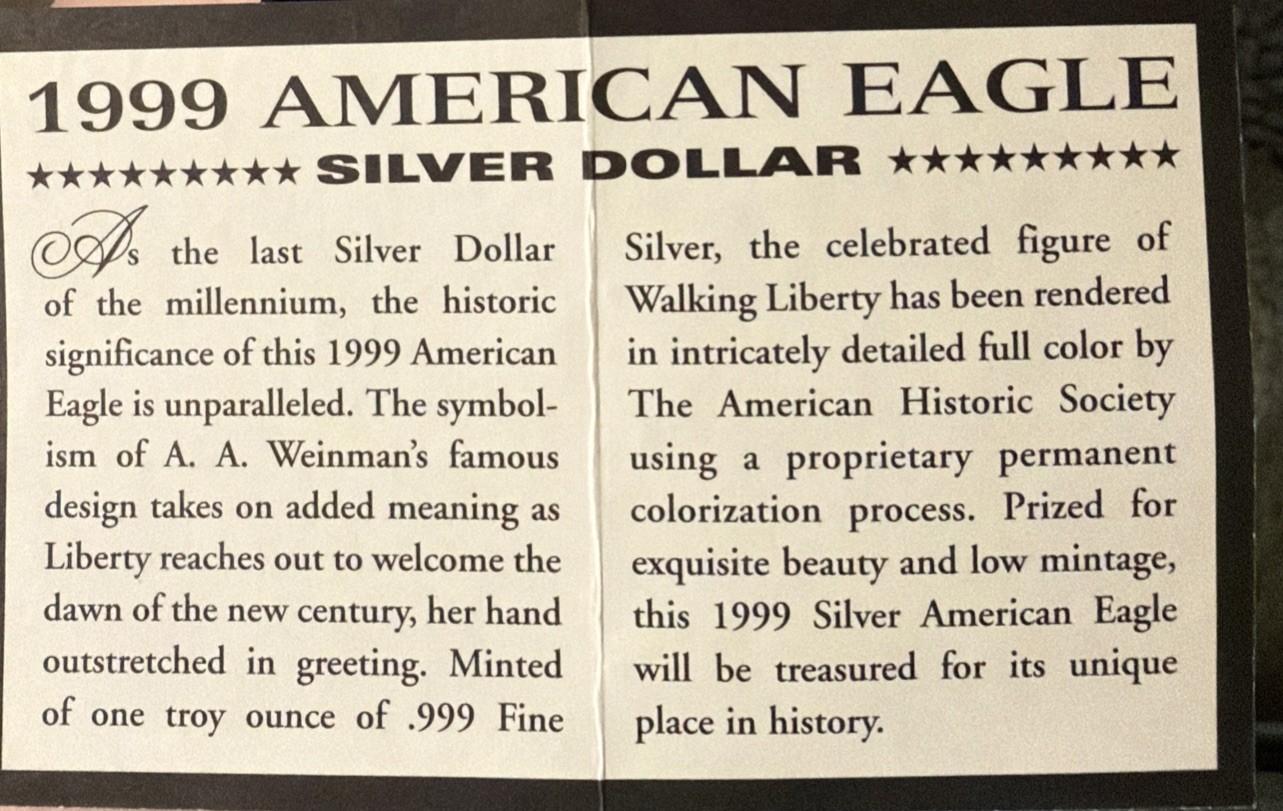 1999 AMERICAN EAGLE
★★★★★★★★★ SILVER DOLLAR ★★★★★★★★★
As the last Silver Dollar
of the millennium, the historic
significance of this 1999 American
Eagle is unparalleled. The symbol-
ism of A. A. Weinman's famous
design takes on added meaning as
Liberty reaches out to welcome the
dawn of the new century, her hand
outstretched in greeting. Minted
of one troy ounce of .999 Fine
Silver, the celebrated figure of
Walking Liberty has been rendered
in intricately detailed full color by
The American Historic Society
using a proprietary permanent
colorization process. Prized for
exquisite beauty and low mintage,
this 1999 Silver American Eagle
will be treasured for its unique
place in history.